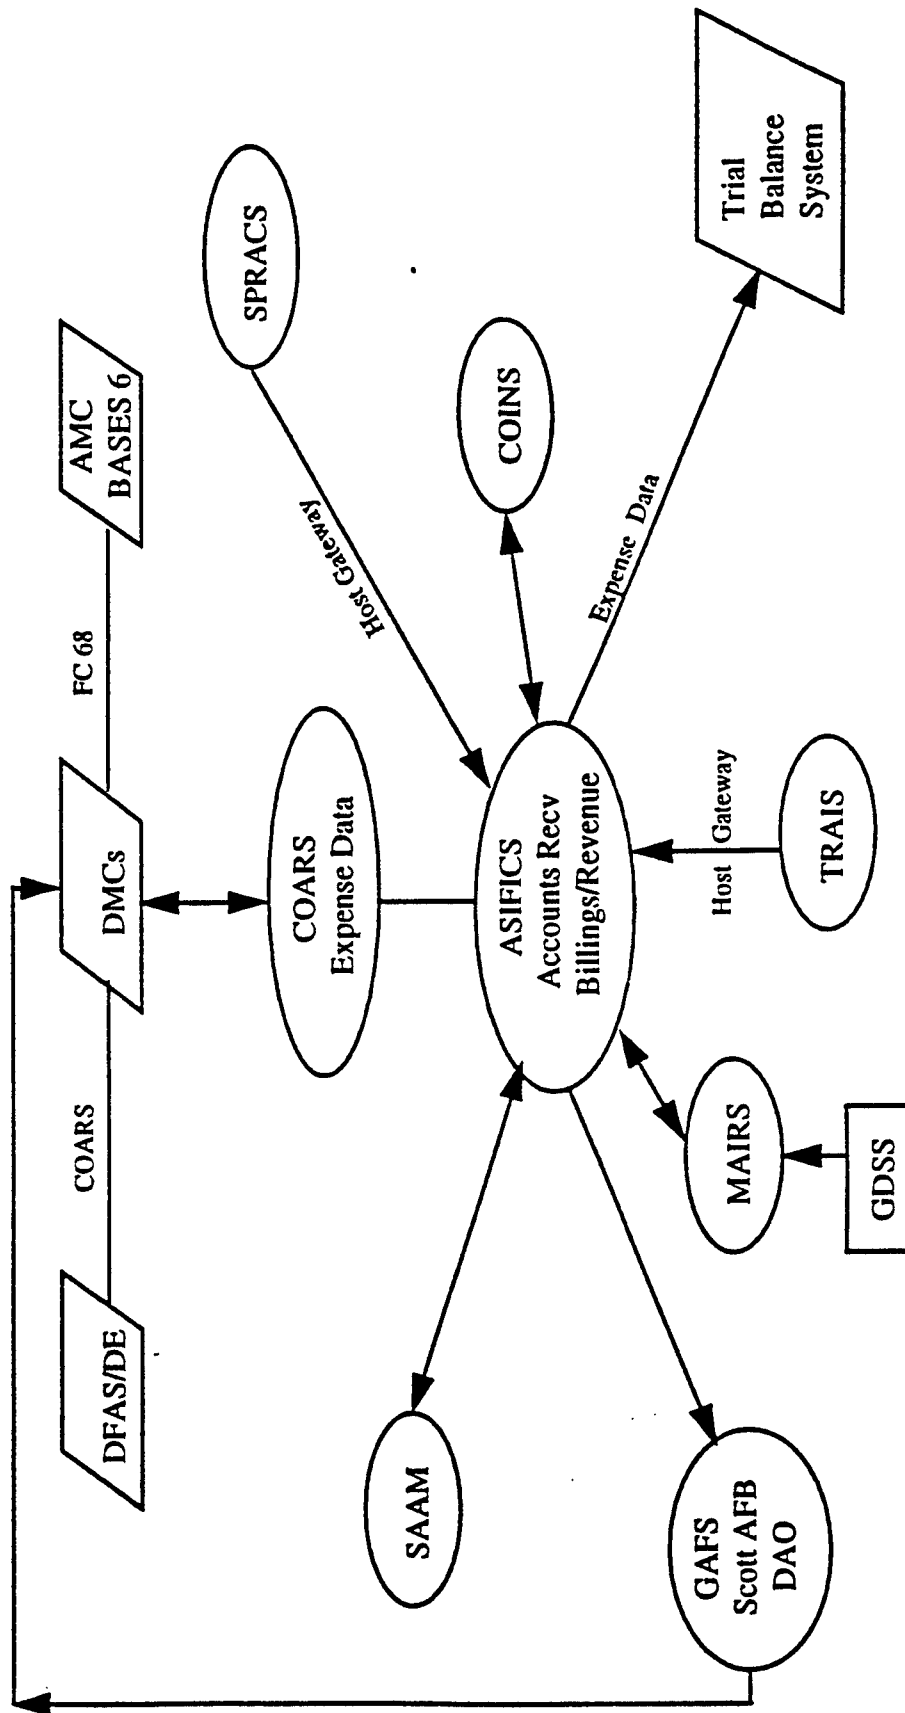 DFAS/DE
COARS
DMCs
FC 68
AMC
BASES 6
SPRACS
COARS
Expense Data
Host Gateway
SAAM
COINS
ASIFICS
Accounts Recv
Billings/Revenue
Expense Data
Trial
Balance
System
GAFS
Scott AFB
DAO
MAIRS
Host Gateway
TRAIS
GDSS